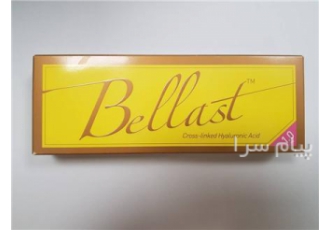 Bellast™
Cross-linked Hyaluronic Acid
پیام سرا